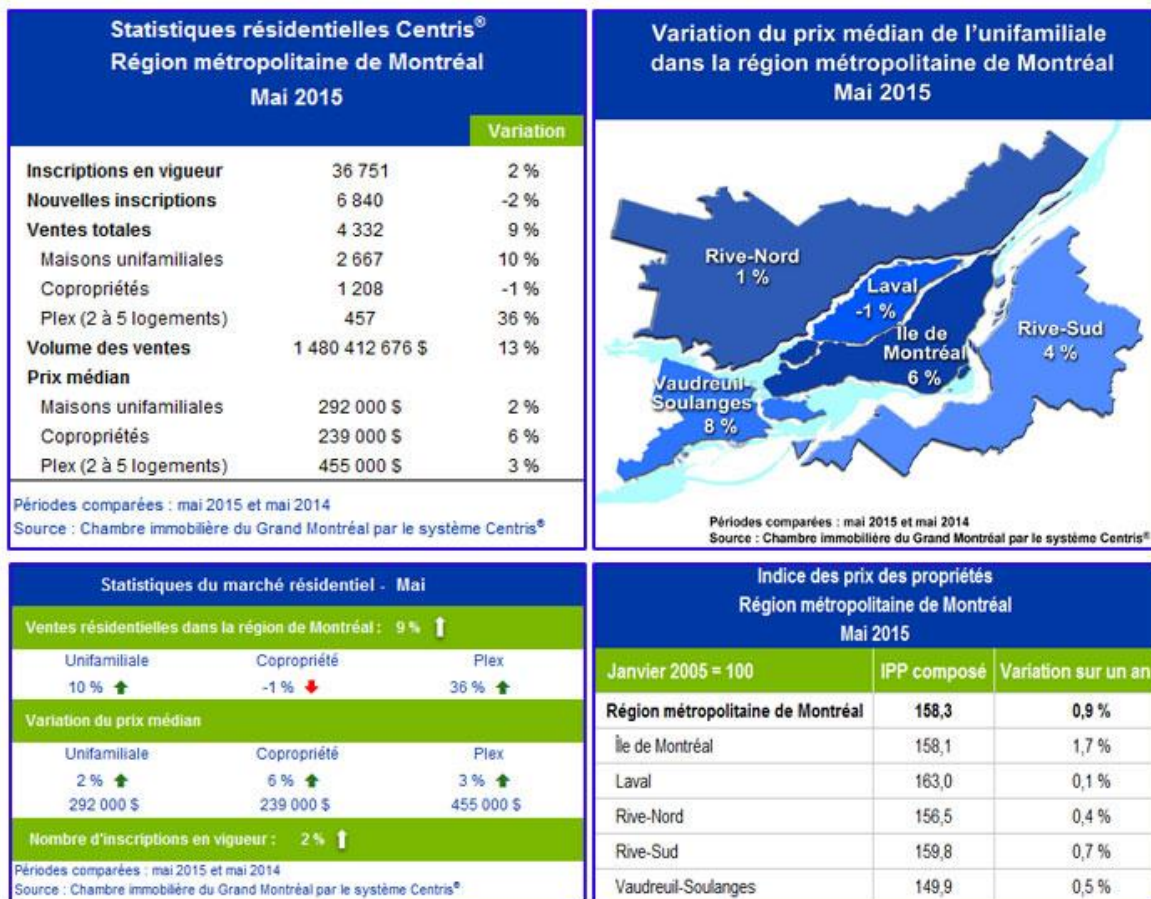 Statistiques résidentielles Centris®
Région métropolitaine de Montréal
Mai 2015
Variation
Inscriptions en vigueur 36 751 2 %
Nouvelles inscriptions 6 840 -2 %
Ventes totales 4 332 9 %
Maisons unifamiliales 2 667 10 %
Copropriétés 1 208 -1 %
Plex (2 à 5 logements) 457 36 %
Volume des ventes 1 480 412 676 $ 13 %
Prix médian
Maisons unifamiliales 292 000 $ 2 %
Copropriétés 239 000 $ 6 %
Plex (2 à 5 logements) 455 000 $ 3 %
Périodes comparées : mai 2015 et mai 2014
Source : Chambre immobilière du Grand Montréal par le système Centris®
Variation du prix médian de l'unifamiliale
dans la région métropolitaine de Montréal
Mai 2015
Rive-Nord
1 %
Laval
-1 %
Île de
Montréal
6 %
Rive-Sud
4 %
Vaudreuil-
Soulanges
8 %
Périodes comparées : mai 2015 et mai 2014
Source : Chambre immobilière du Grand Montréal par le système Centris®
Statistiques du marché résidentiel - Mai
Ventes résidentielles dans la région de Montréal : 9 %
Unifamiliale Copropriété Plex
10 % -1 % 36 %
Variation du prix médian
Unifamiliale Copropriété Plex
2 % 6 % 3 %
292 000 $ 239 000 $ 455 000 $
Nombre d'inscriptions en vigueur : 2 %
Périodes comparées : mai 2015 et mai 2014
Source : Chambre immobilière du Grand Montréal par le système Centris®
Indice des prix des propriétés
Région métropolitaine de Montréal
Mai 2015
Janvier 2005 = 100 IPP composé Variation sur un an
Région métropolitaine de Montréal 158,3 0,9 %
Île de Montréal 158,1 1,7 %
Laval 163,0 0,1 %
Rive-Nord 156,5 0,4 %
Rive-Sud 159,8 0,7 %
Vaudreuil-Soulanges 149,9 0,5 %